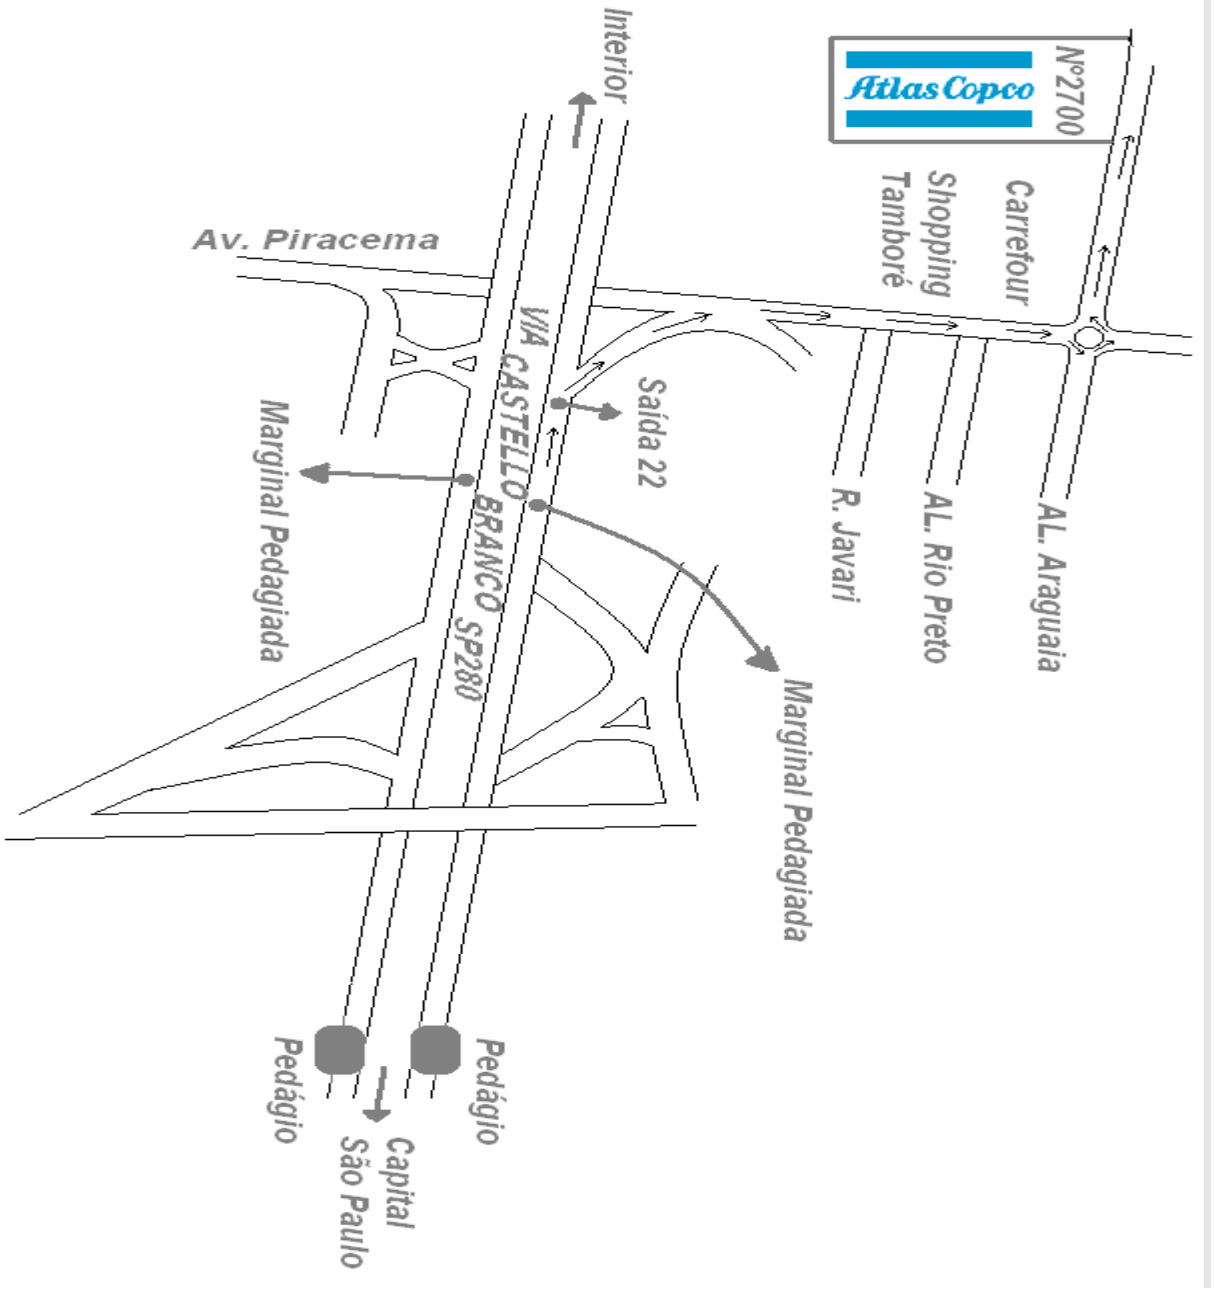 Interior
Nº2700
Atlas Copco
Carrefour
Shopping
Tamboré
Av. Piracema
VIA CASTELLO BRANCO SP280
Saída 22
Marginal Pedagiada
R. Javari
AL. Rio Preto
AL. Araguaia
Marginal Pedagiada
Pedágio
Pedágio
Capital
São Paulo